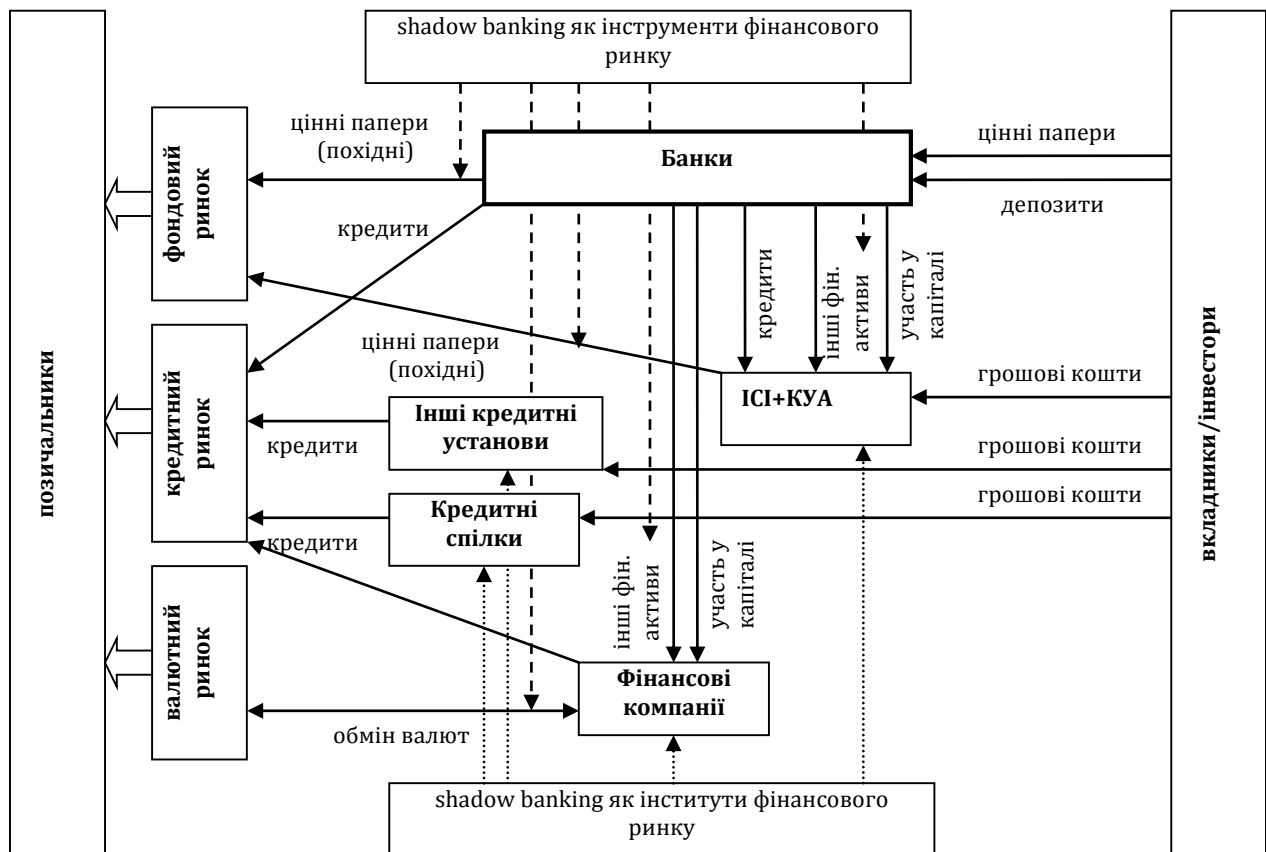 shadow banking як інструменти фінансового
ринку
позичальники
фондовий
ринок
цінні папери
(похідні)
Банки
цінні папери
депозити
кредити
кредити
інші фін.
активи
участь у
капіталі
вкладники/інвестори
кредитний
ринок
цінні папери
(похідні)
ІСІ+КУА
грошові кошти
Інші кредитні
установи
кредити
грошові кошти
Кредитні
спілки
грошові кошти
кредити
інші фін.
активи
участь у
капіталі
валютний
ринок
Фінансові
компанії
обмін валют
shadow banking як інститути фінансового
ринку